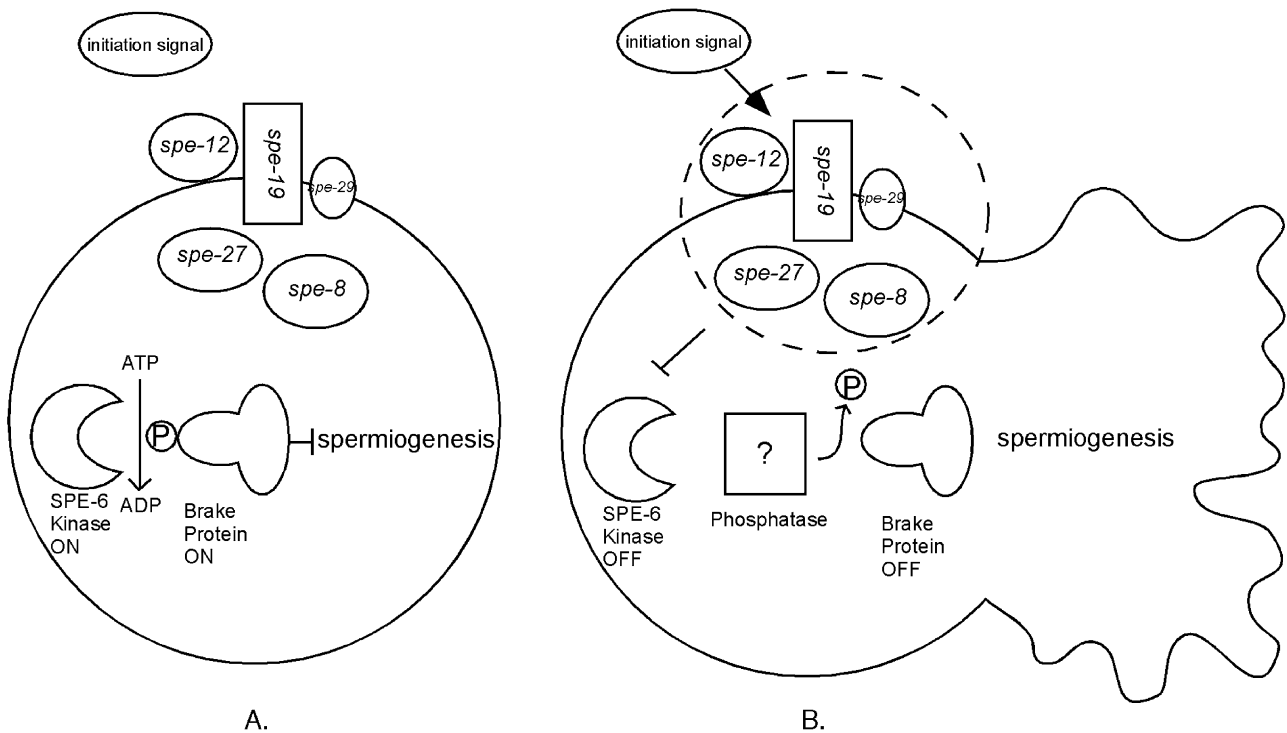 initiation signal
spe-12
spe-19
spe-29
spe-27
spe-8
ATP
P
ADP
SPE-6
Kinase
ON
Brake
Protein
ON
spermiogenesis
A.
initiation signal
spe-12
spe-19
spe-29
spe-27
spe-8
P
?
SPE-6
Kinase
OFF
Phosphatase
Brake
Protein
OFF
spermiogenesis
B.